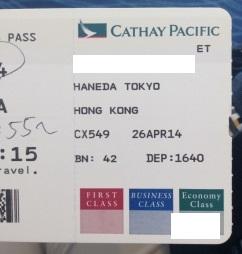 PASS
CATHAY PACIFIC
ET
HANEDA TOKYO
HONG KONG
CX549 26APR14
BN: 42 DEP:1640
:15
FIRST CLASS
BUSINESS CLASS
Economy Class